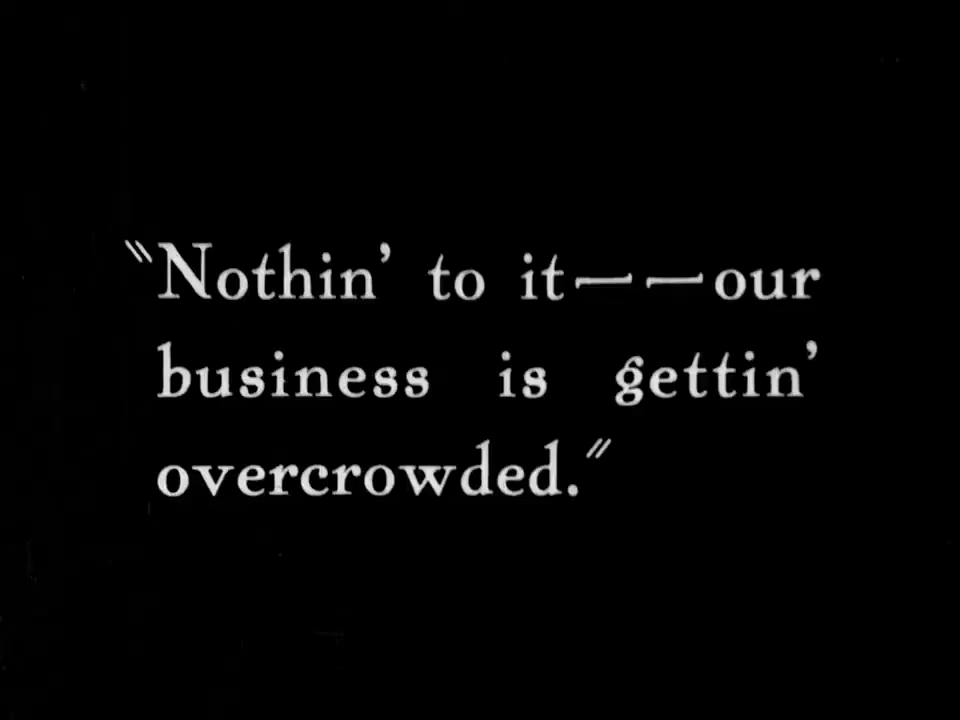 "Nothin' to it——our
business is gettin'
overcrowded."